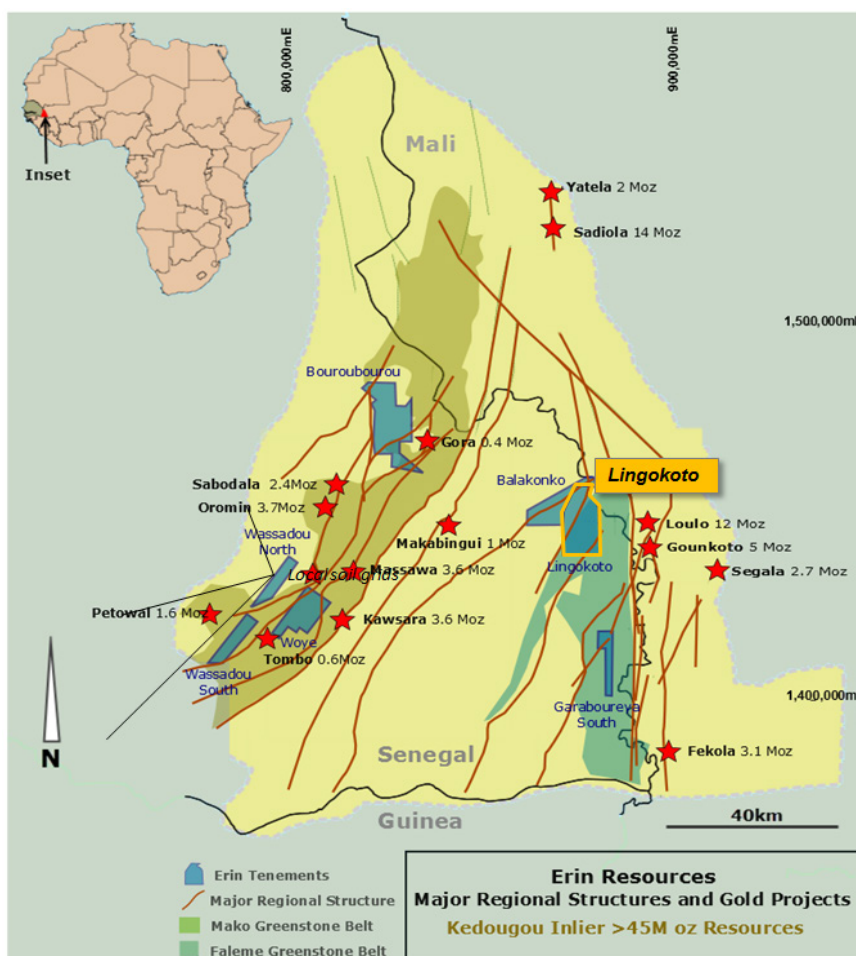 800,000mE
900,000mE
Inset
Mali
Yatela 2 Moz
Sadiola 14 Moz
1,500,000mN
Bouroubourou
Gora 0.4 Moz
Sabodala 2.4Moz
Balakonko
Lingokoto
Oromin 3.7Moz
Wassadou
North
Makabingui 1 Moz
Loulo 12 Moz
Gounkoto 5 Moz
Lingokoto
Local soil grids
Massawa 3.6 Moz
Segala 2.7 Moz
Petowal 1.6 Moz
Kawsara 3.6 Moz
Woye
Tombo 0.6Moz
Wassadou
South
Garaboureya
South
1,400,000mN
N
Senegal
Fekola 3.1 Moz
Guinea
40km
Erin Tenements
Major Regional Structure
Mako Greenstone Belt
Faleme Greenstone Belt
Erin Resources
Major Regional Structures and Gold Projects
Kedougou Inlier >45M oz Resources